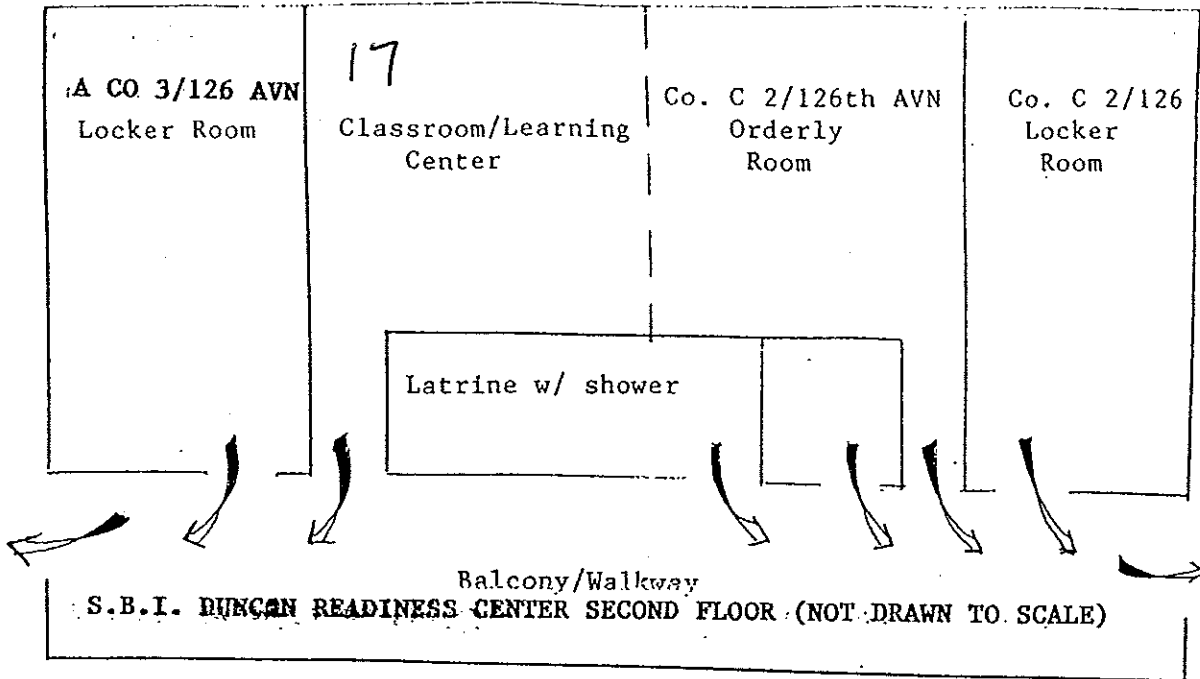 17
A CO 3/126 AVN
Locker Room
Classroom/Learning
Center
Co. C 2/126th AVN
Orderly
Room
Co. C 2/126
Locker
Room
Latrine w/ shower
Balcony/Walkway
S.B.I. DUNCAN READINESS CENTER SECOND FLOOR (NOT DRAWN TO SCALE)